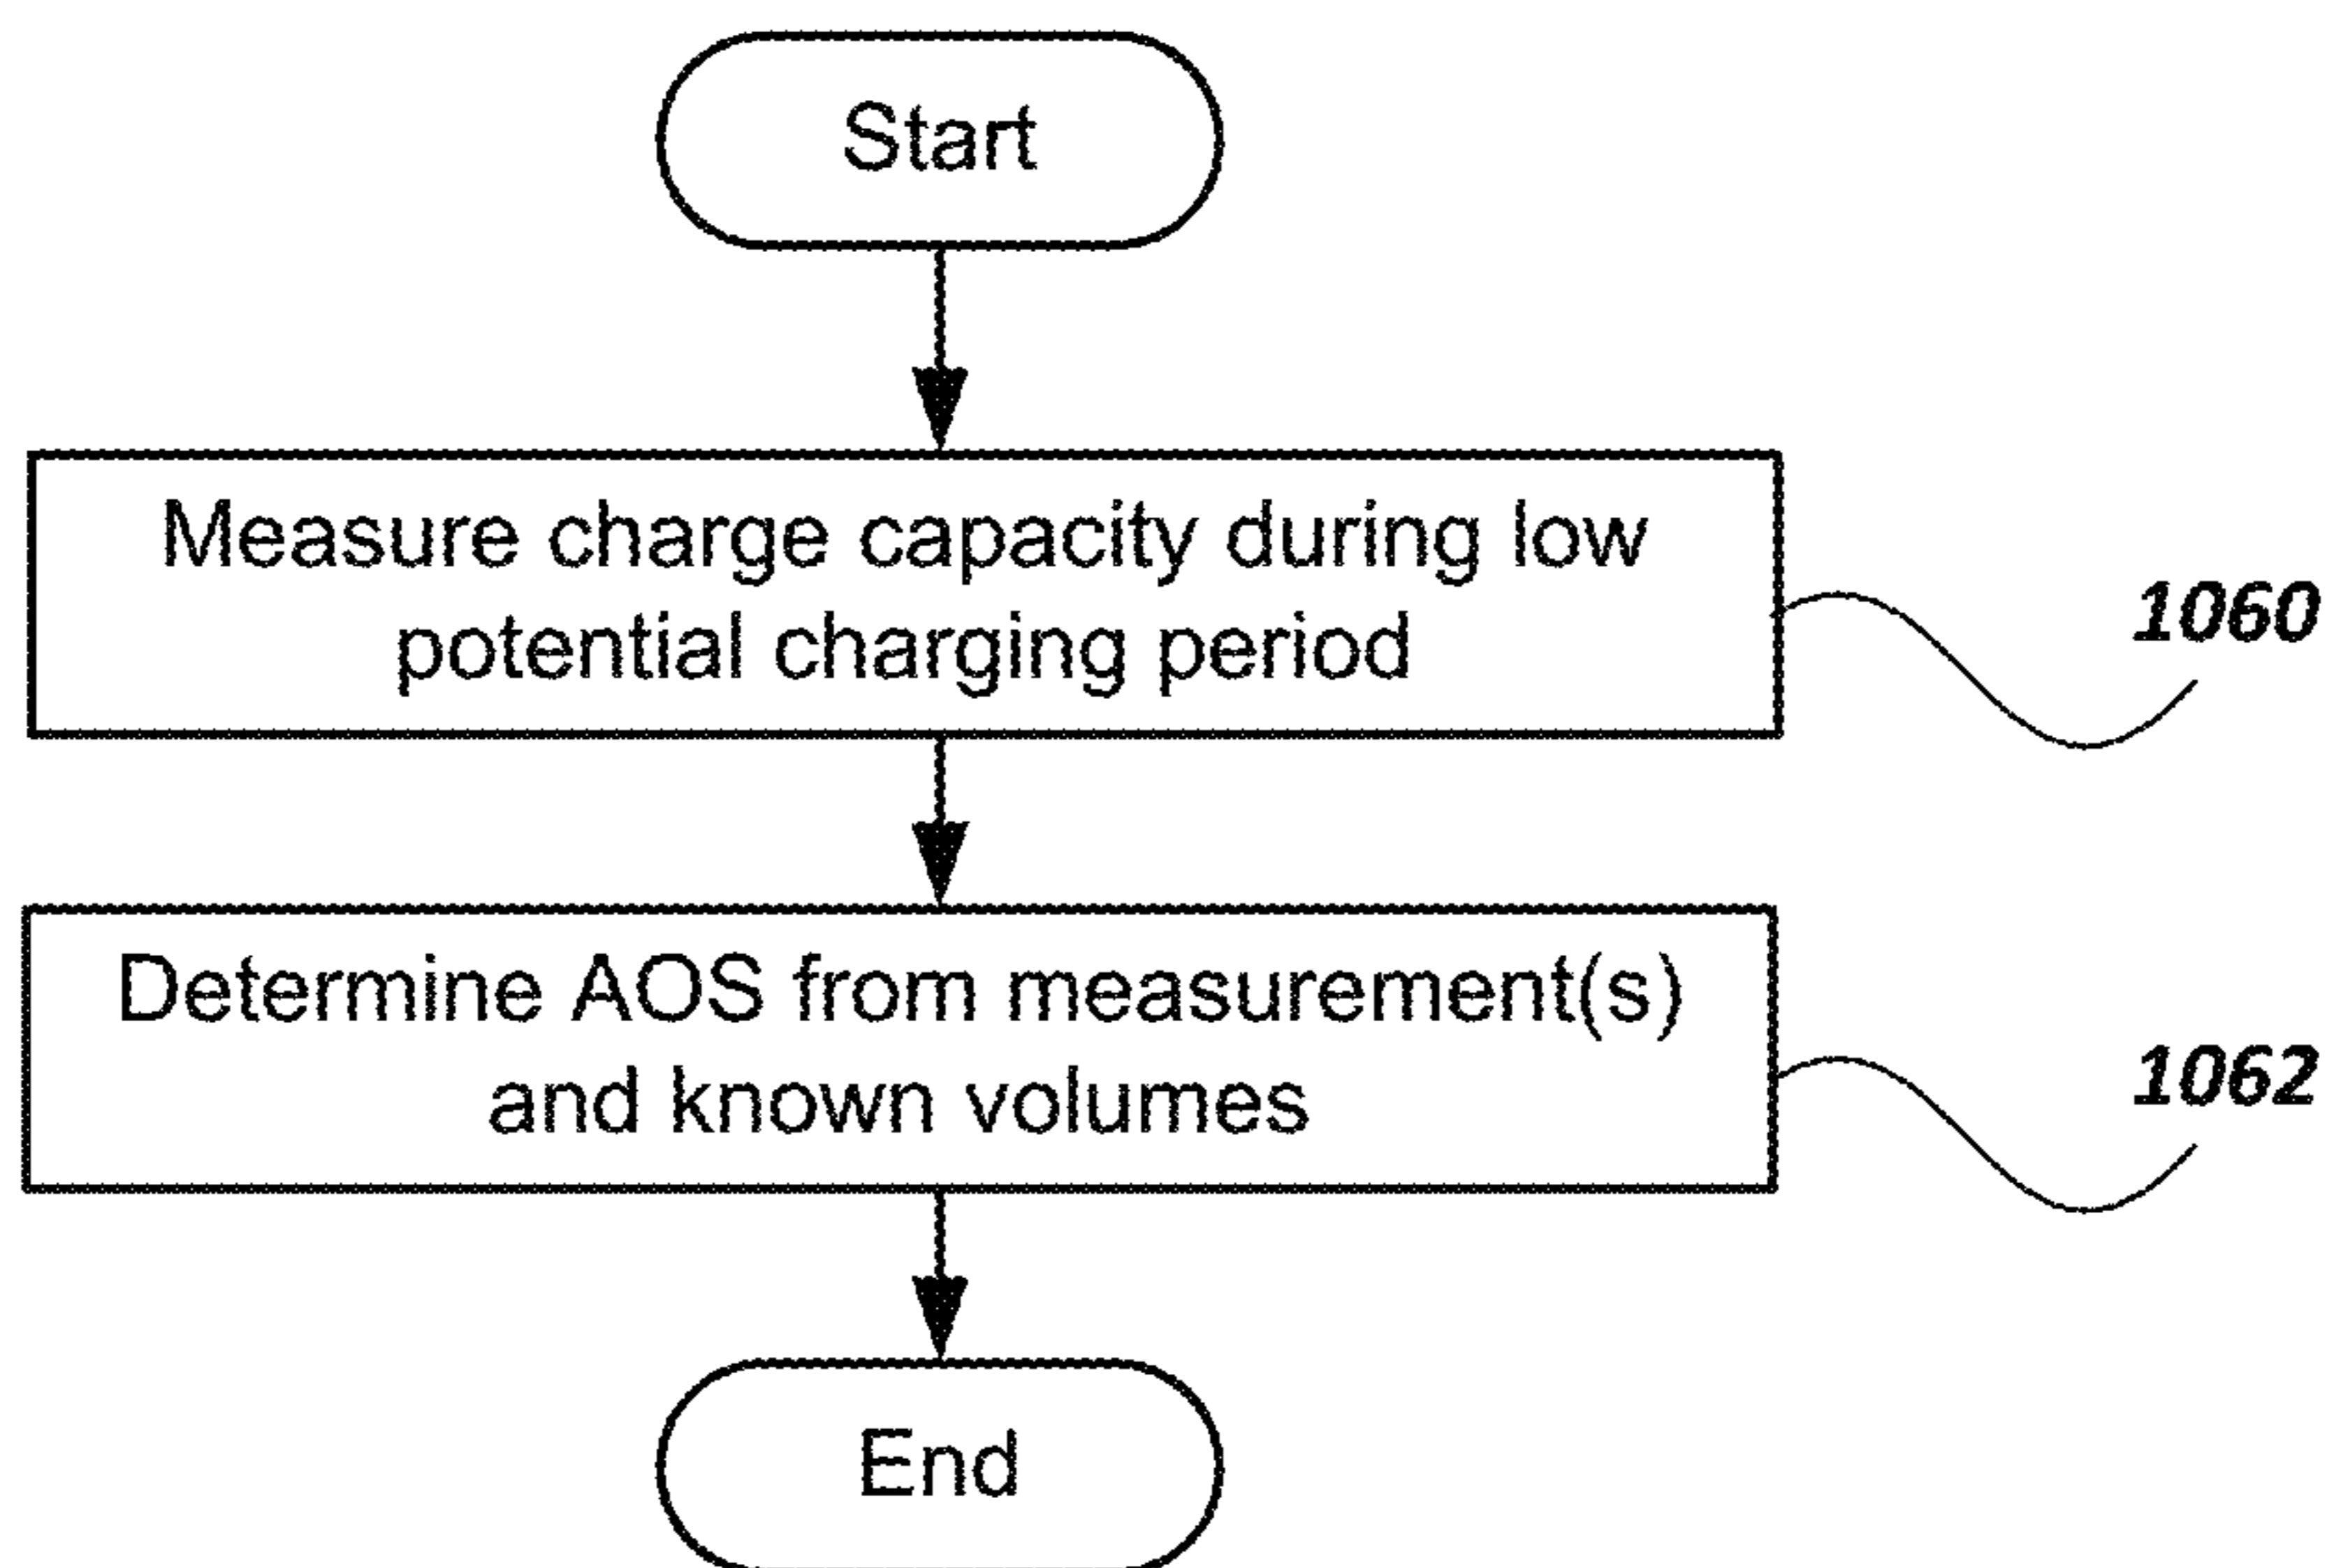 Start
Measure charge capacity during low
potential charging period
1060
Determine AOS from measurement(s)
and known volumes
1062
End